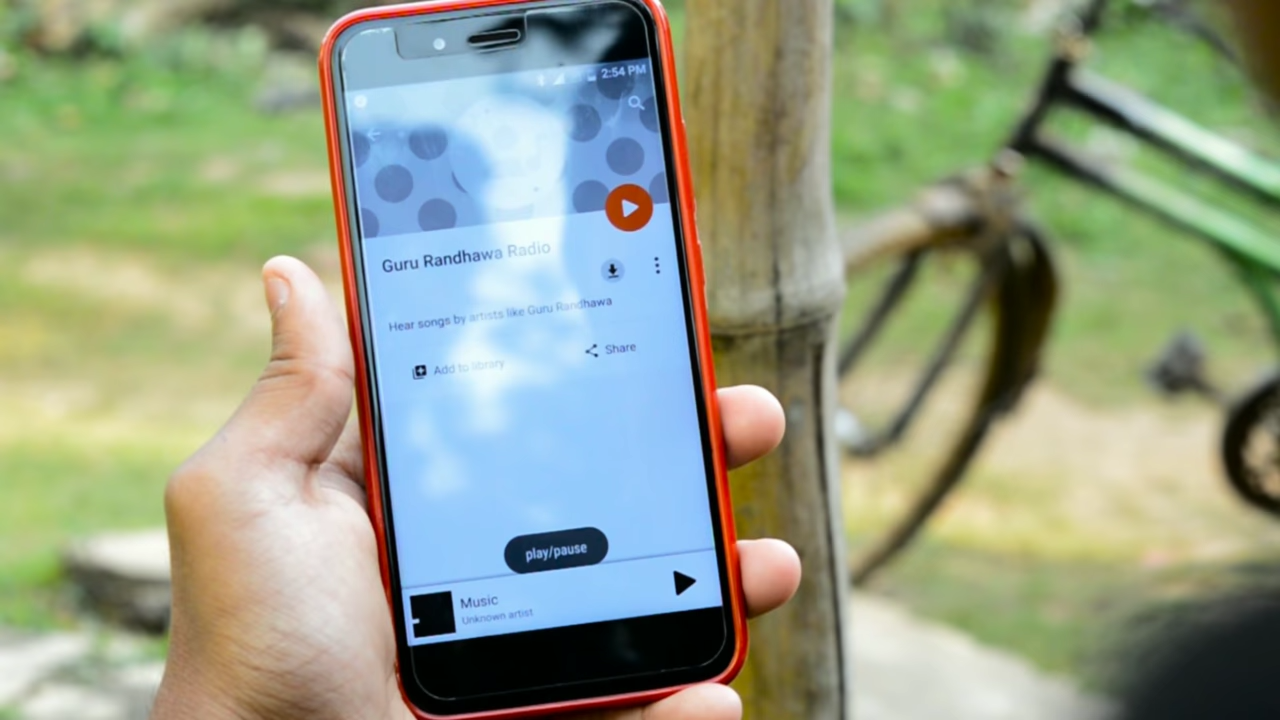 2:54 PM
Guru Randhawa Radio
Hear songs by artists like Guru Randhawa
Add to library
Share
play/pause
Music
Unknown artist